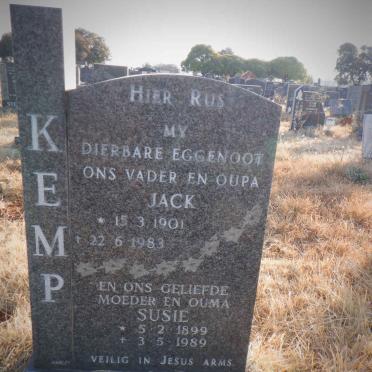 KEMP
HIER RUS
MY
DIERBARE EGGENOOT
ONS VADER EN OUPA
JACK
* 15.3.1901
† 22.6.1983
EN ONS GELIEFDE
MOEDER EN OUMA
SUSIE
* 5.2.1899
† 3.5.1989
VEILIG IN JESUS ARMS.